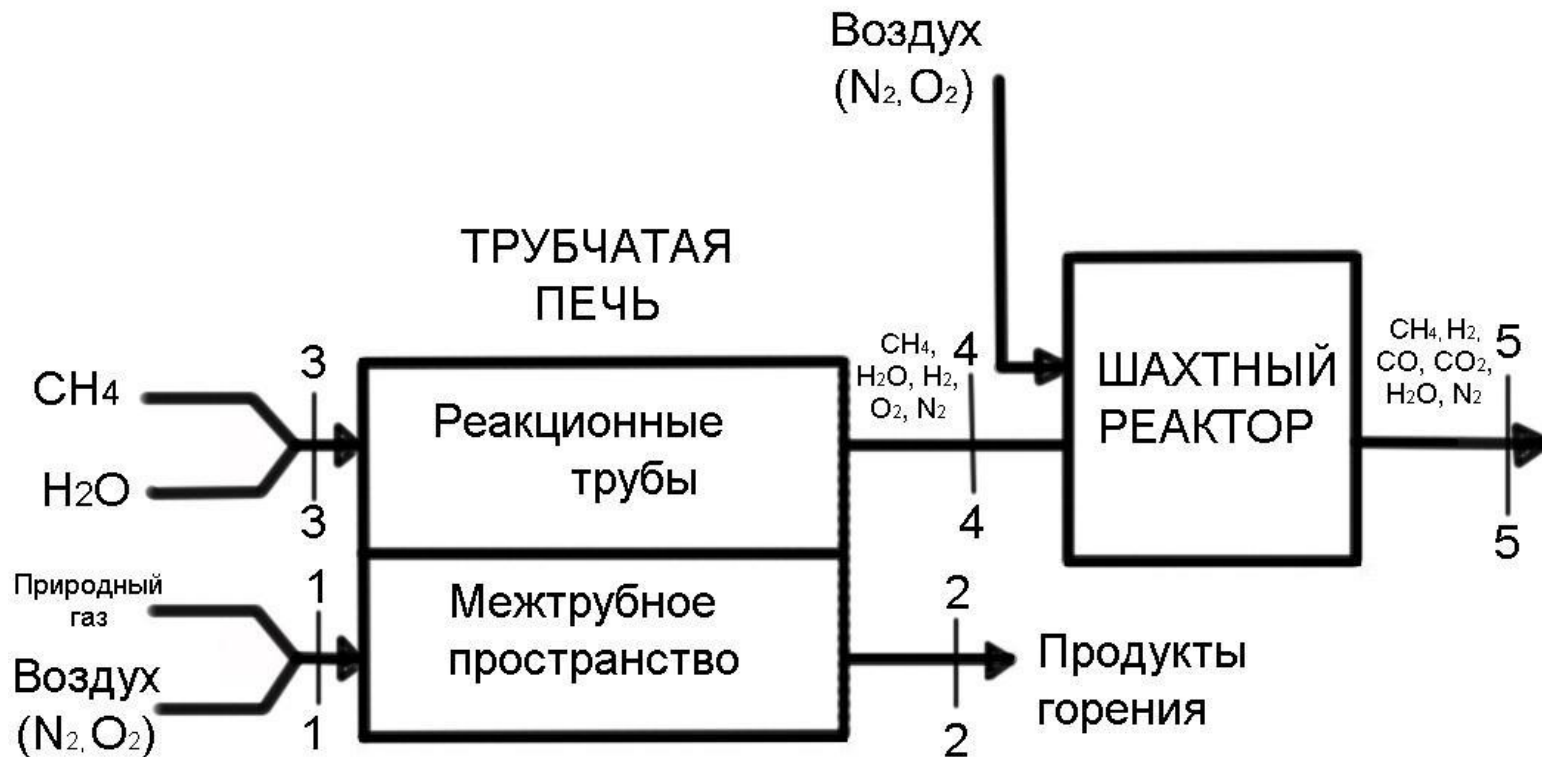 Воздух
(N₂, O₂)
ТРУБЧАТАЯ
ПЕЧЬ
CH₄
H₂O
3
3
Реакционные
трубы
CH₄,
H₂O, H₂,
O₂, N₂
4
4
ШАХТНЫЙ
РЕАКТОР
CH₄, H₂,
CO, CO₂,
H₂O, N₂
5
5
Природный
газ
Воздух
(N₂, O₂)
1
1
Межтрубное
пространство
2
2
Продукты
горения